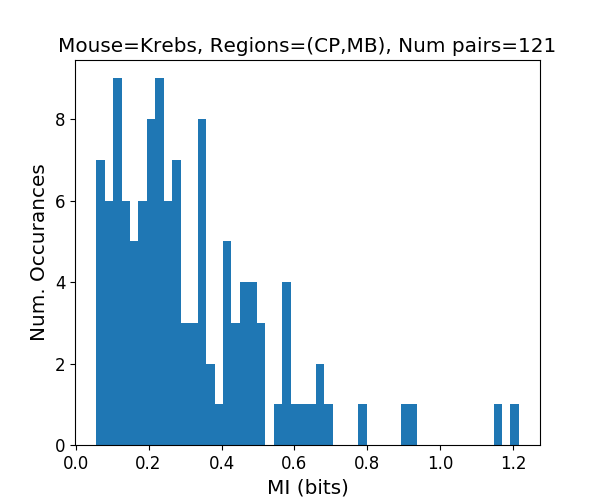 Mouse=Krebs, Regions=(CP,MB), Num pairs=121
Num. Occurances
8
6
4
2
0
0.0 0.2 0.4 0.6 0.8 1.0 1.2
MI (bits)